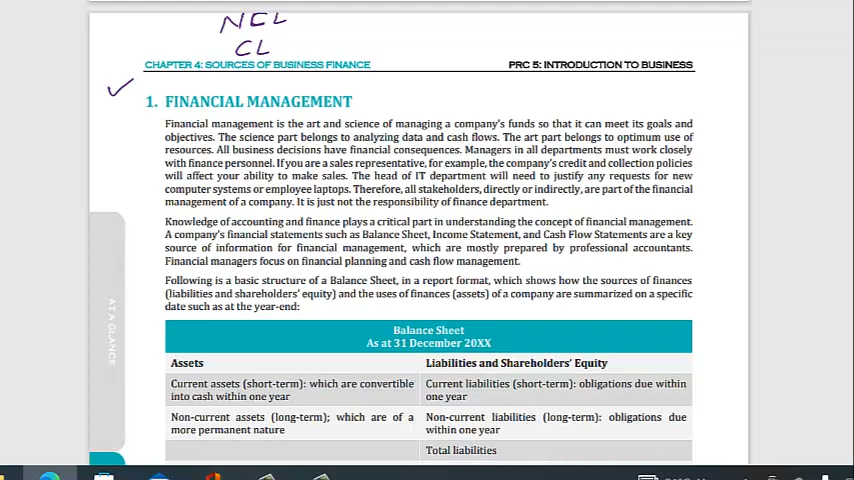 NEL
CL
CHAPTER 4: SOURCES OF BUSINESS FINANCE
PRC 5: INTRODUCTION TO BUSINESS
1. FINANCIAL MANAGEMENT
Financial management is the art and science of managing a company's funds so that it can meet its goals and
objectives. The science part belongs to analyzing data and cash flows. The art part belongs to optimum use of
resources. All business decisions have financial consequences. Managers in all departments must work closely
with finance personnel. If you are a sales representative, for example, the company's credit and collection policies
will affect your ability to make sales. The head of IT department will need to justify any requests for new
computer systems or employee laptops. Therefore, all stakeholders, directly or indirectly, are part of the financial
management of a company. It is just not the responsibility of finance department.
Knowledge of accounting and finance plays a critical part in understanding the concept of financial management.
A company's financial statements such as Balance Sheet, Income Statement, and Cash Flow Statements are a key
source of information for financial management, which are mostly prepared by professional accountants.
Financial managers focus on financial planning and cash flow management.
Following is a basic structure of a Balance Sheet, in a report format, which shows how the sources of finances
(liabilities and shareholders' equity) and the uses of finances (assets) of a company are summarized on a specific
date such as at the year-end:
Balance Sheet
As at 31 December 20XX
Assets
Liabilities and Shareholders' Equity
Current assets (short-term): which are convertible
into cash within one year
Current liabilities (short-term): obligations due within
one year
Non-current assets (long-term); which are of a
more permanent nature
Non-current liabilities (long-term): obligations due
within one year
Total liabilities
AT A GLANCE